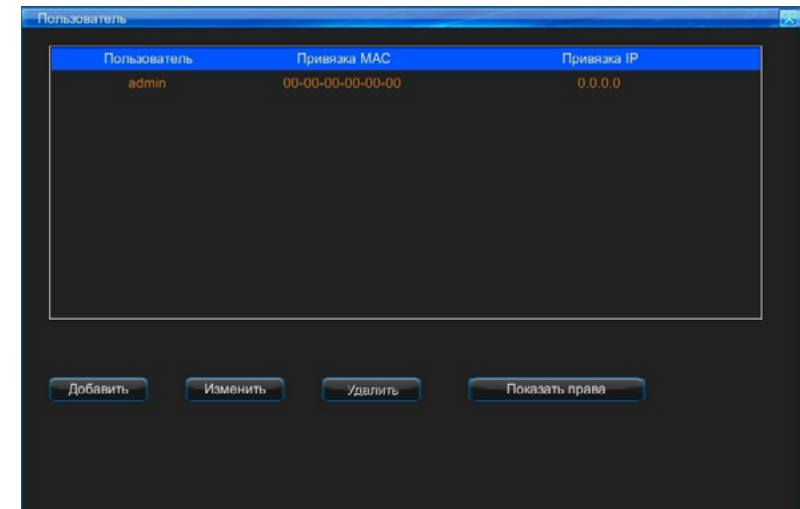 Пользователь
Пользователь Привязка MAC Привязка IP
admin 00-00-00-00-00-00 0.0.0.0
Добавить Изменить Удалить Показать права